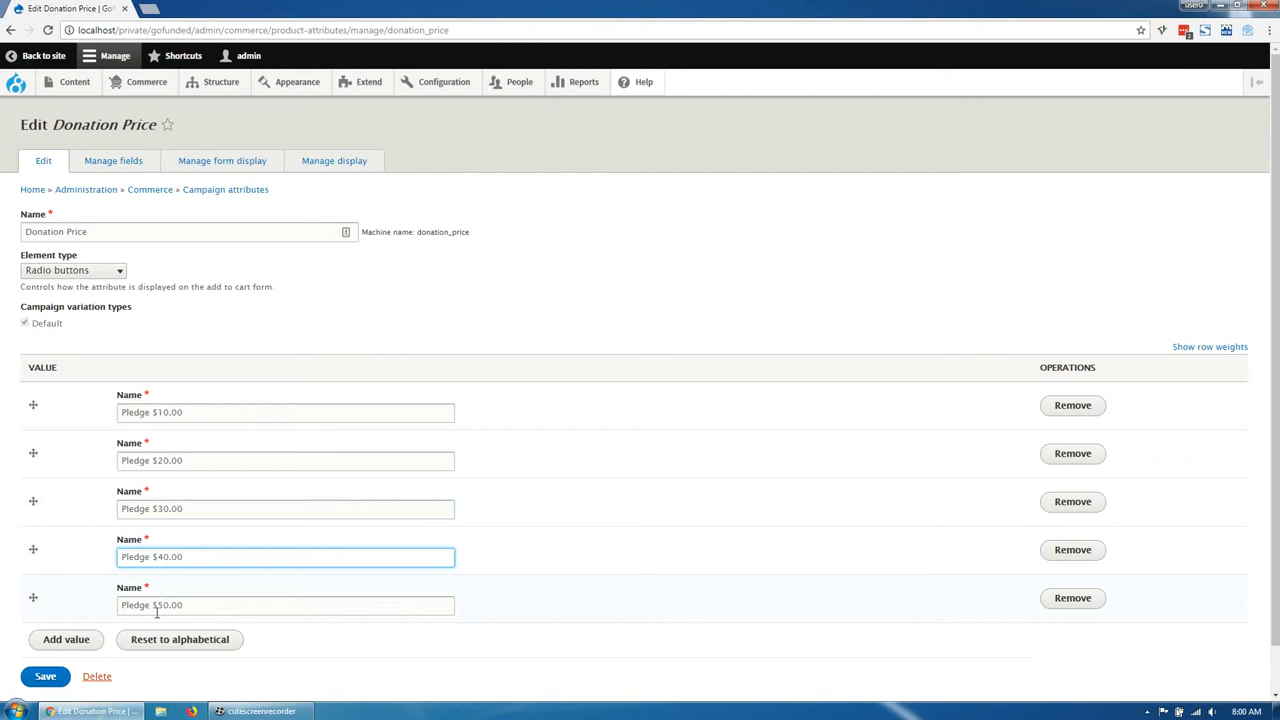 Edit Donation Price | Gof
user0
localhost/private/gofunded/admin/commerce/product-attributes/manage/donation_price
Back to site
Manage
Shortcuts
admin
Content
Commerce
Structure
Appearance
Extend
Configuration
People
Reports
Help
Edit Donation Price
Edit
Manage fields
Manage form display
Manage display
Home » Administration » Commerce » Campaign attributes
Name *
Donation Price
Machine name: donation_price
Element type
Radio buttons
Controls how the attribute is displayed on the add to cart form.
Campaign variation types
Default
Show row weights
VALUE
OPERATIONS
Name *
Pledge $10.00
Remove
Name *
Pledge $20.00
Remove
Name *
Pledge $30.00
Remove
Name *
Pledge $40.00
Remove
Name *
Pledge $50.00
Remove
Add value
Reset to alphabetical
Save
Delete
Edit Donation Price |
cutescreenrecorder
8:00 AM